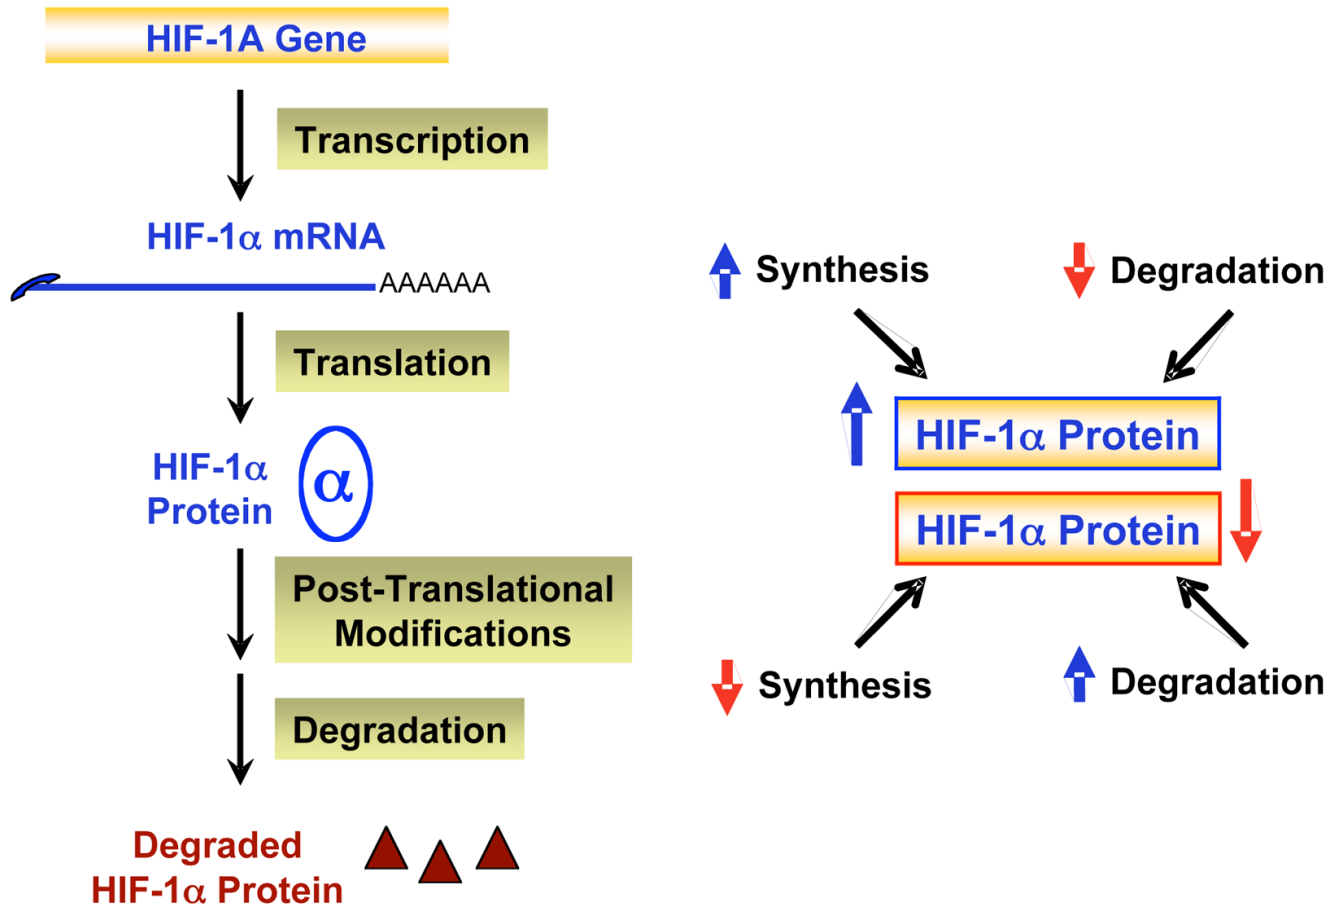 HIF-1A Gene
Transcription
HIF-1α mRNA
AAAAAA
Translation
HIF-1α
Protein
α
Post-Translational
Modifications
Degradation
Degraded
HIF-1α Protein
Synthesis
Degradation
HIF-1α Protein
HIF-1α Protein
Synthesis
Degradation